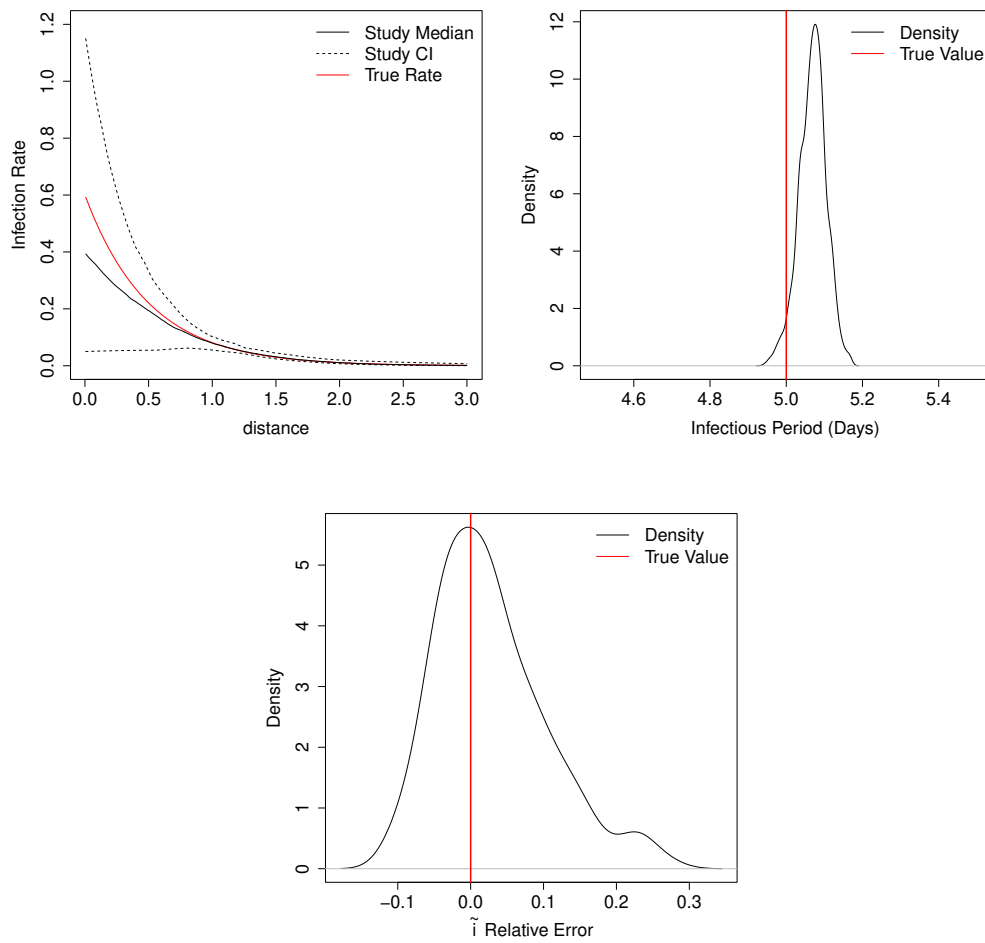 Study Median
Study CI
True Rate
Infection Rate
0.0 0.2 0.4 0.6 0.8 1.0 1.2
0.0 0.5 1.0 1.5 2.0 2.5 3.0
distance
Density
True Value
Density
0 2 4 6 8 10 12
4.6 4.8 5.0 5.2 5.4
Infectious Period (Days)
Density
True Value
Density
0 1 2 3 4 5
−0.1 0.0 0.1 0.2 0.3
ĩ Relative Error